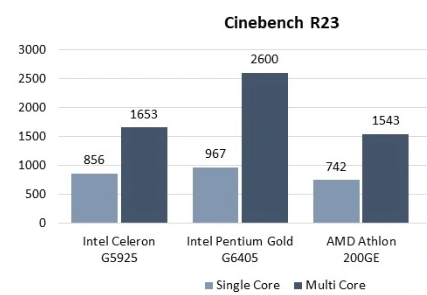 Cinebench R23
3000
2500
2000
1500
1000
500
0
856
1653
967
2600
742
1543
Intel Celeron
G5925
Intel Pentium Gold
G6405
AMD Athlon
200GE
Single Core
Multi Core